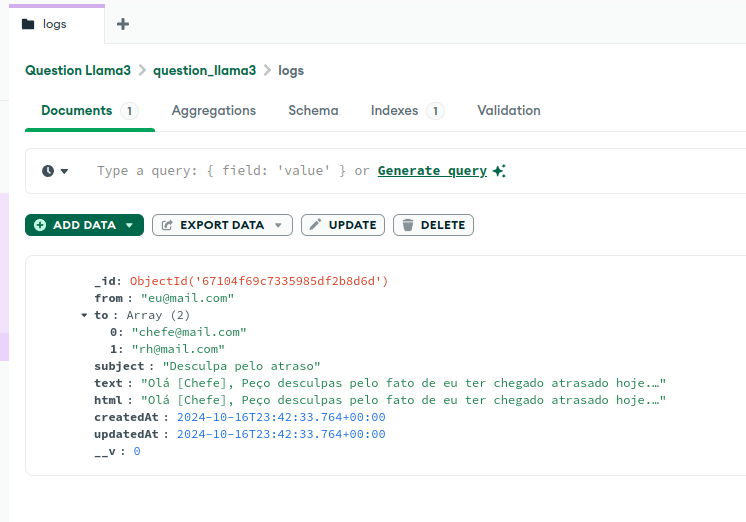 logs
Question Llama3 > question_llama3 > logs
Documents 1 Aggregations Schema Indexes 1 Validation
Type a query: { field: 'value' } or Generate query
ADD DATA EXPORT DATA UPDATE DELETE
_id: ObjectId('67104f69c7335985df2b8d6d')
from : "eu@mail.com"
to : Array (2)
0: "chefe@mail.com"
1: "rh@mail.com"
subject : "Desculpa pelo atraso"
text : "Olá [Chefe], Peço desculpas pelo fato de eu ter chegado atrasado hoje.…"
html : "Olá [Chefe], Peço desculpas pelo fato de eu ter chegado atrasado hoje.…"
createdAt : 2024-10-16T23:42:33.764+00:00
updatedAt : 2024-10-16T23:42:33.764+00:00
__v : 0